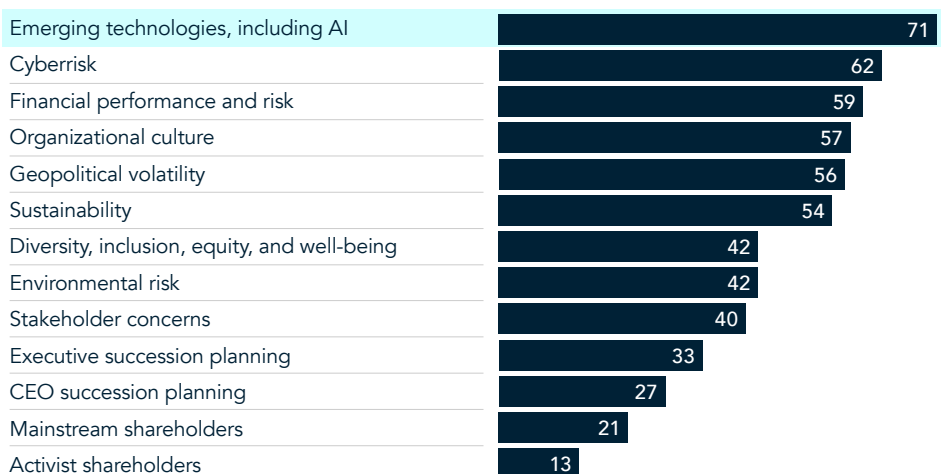 Emerging technologies, including AI 71
Cyberrisk 62
Financial performance and risk 59
Organizational culture 57
Geopolitical volatility 56
Sustainability 54
Diversity, inclusion, equity, and well-being 42
Environmental risk 42
Stakeholder concerns 40
Executive succession planning 33
CEO succession planning 27
Mainstream shareholders 21
Activist shareholders 13